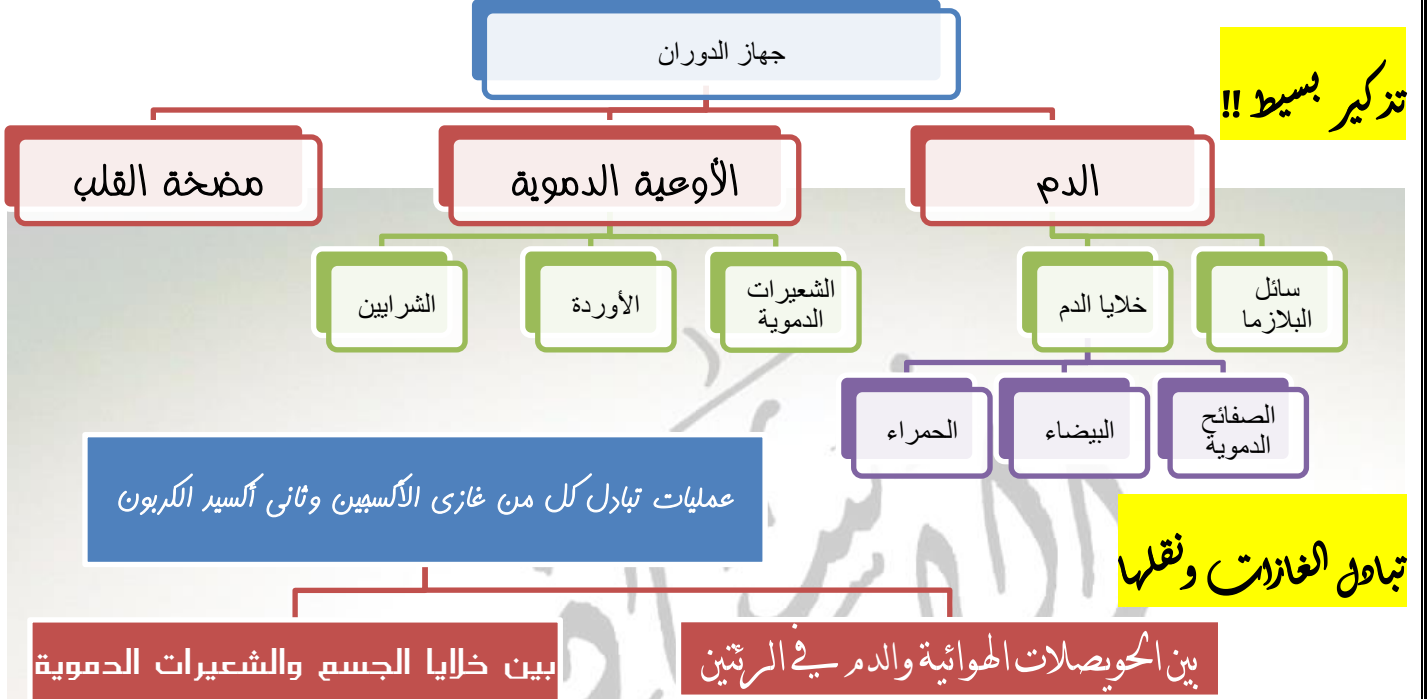 جهاز الدوران
تذكير بسيط !!
الدم
الأوعية الدموية
مضخة القلب
سائل
البلازما
خلايا الدم
الشعيرات
الدموية
الأوردة
الشرايين
الصفائح
الدموية
البيضاء
الحمراء
عمليات تبادل كل من غازى الأكسجين وثانى أكسيد الكربون
تبادل الغازات ونقلها
بين الحويصلات الهوائية والدم في الرئتين
بين خلايا الجسم والشعيرات الدموية